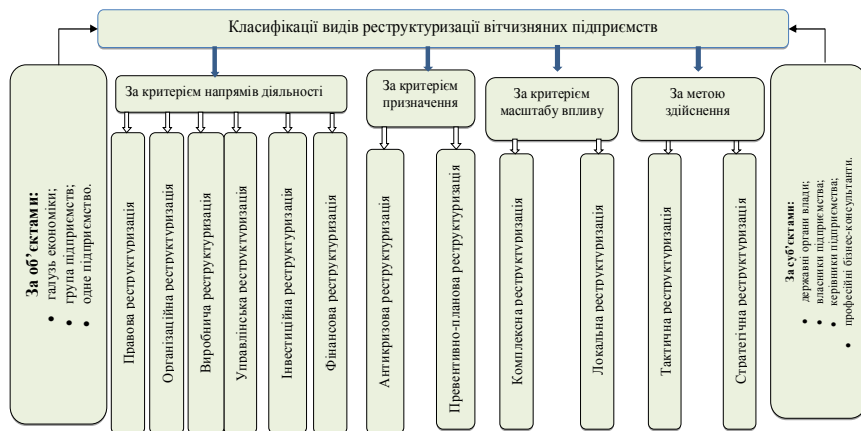 Класифікації видів реструктуризації вітчизняних підприємств
За об’єктами:
• галузь економіки;
• група підприємств;
• одне підприємство.
За критерієм напрямів діяльності
Правова реструктуризація
Організаційна реструктуризація
Виробнича реструктуризація
Управлінська реструктуризація
Інвестиційна реструктуризація
Фінансова реструктуризація
За критерієм
призначення
Антикризова реструктуризація
Превентивно-планова реструктуризація
За критерієм
масштабу впливу
Комплексна реструктуризація
Локальна реструктуризація
За метою
здійснення
Тактична реструктуризація
Стратегічна реструктуризація
За суб’єктами:
• державні органи влади;
• власники підприємства;
• керівники підприємства;
• професійні бізнес-консультанти.